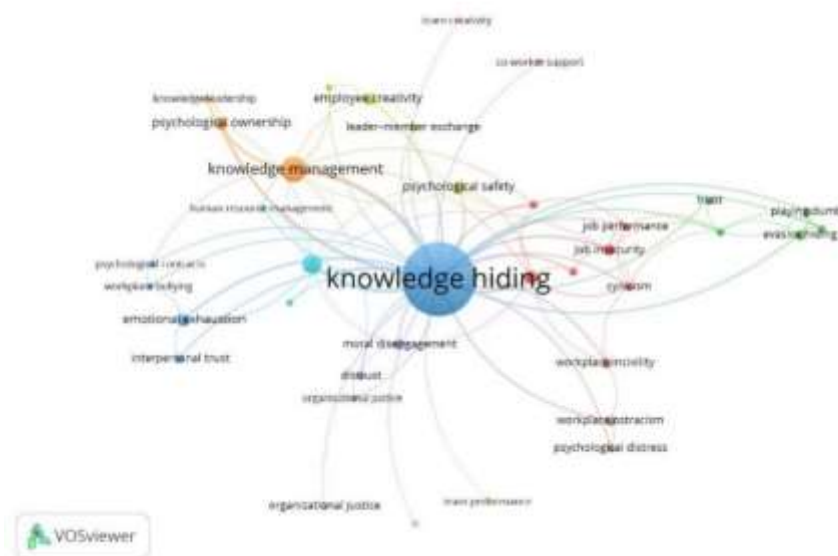 team creativity
co-worker support
knowledge leadership
employee creativity
psychological ownership
leader-member exchange
knowledge management
psychological safety
human resource management
trust
playing dumb
job performance
evasive hiding
job insecurity
psychological contracts
knowledge hiding
workplace bullying
cynicism
emotional exhaustion
moral disengagement
interpersonal trust
workplace incivility
distrust
organizational justice
workplace ostracism
psychological distress
organizational justice
team performance
VOSviewer